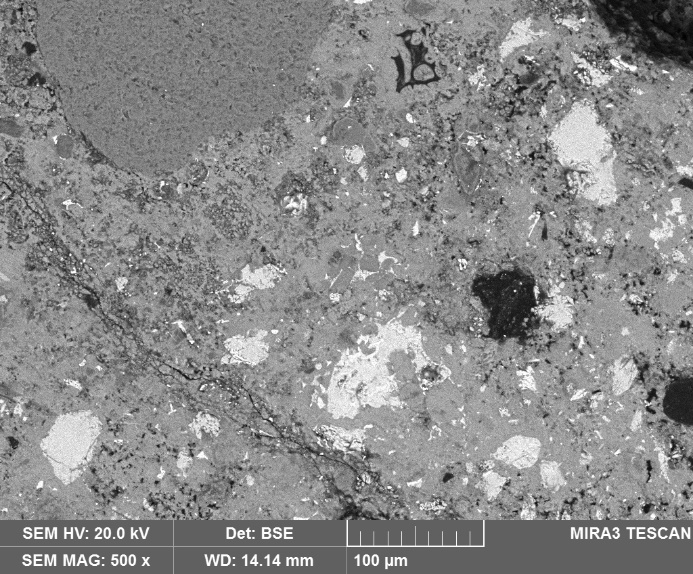 SEM HV: 20.0 kV Det: BSE MIRA3 TESCAN
SEM MAG: 500 x WD: 14.14 mm 100 μm